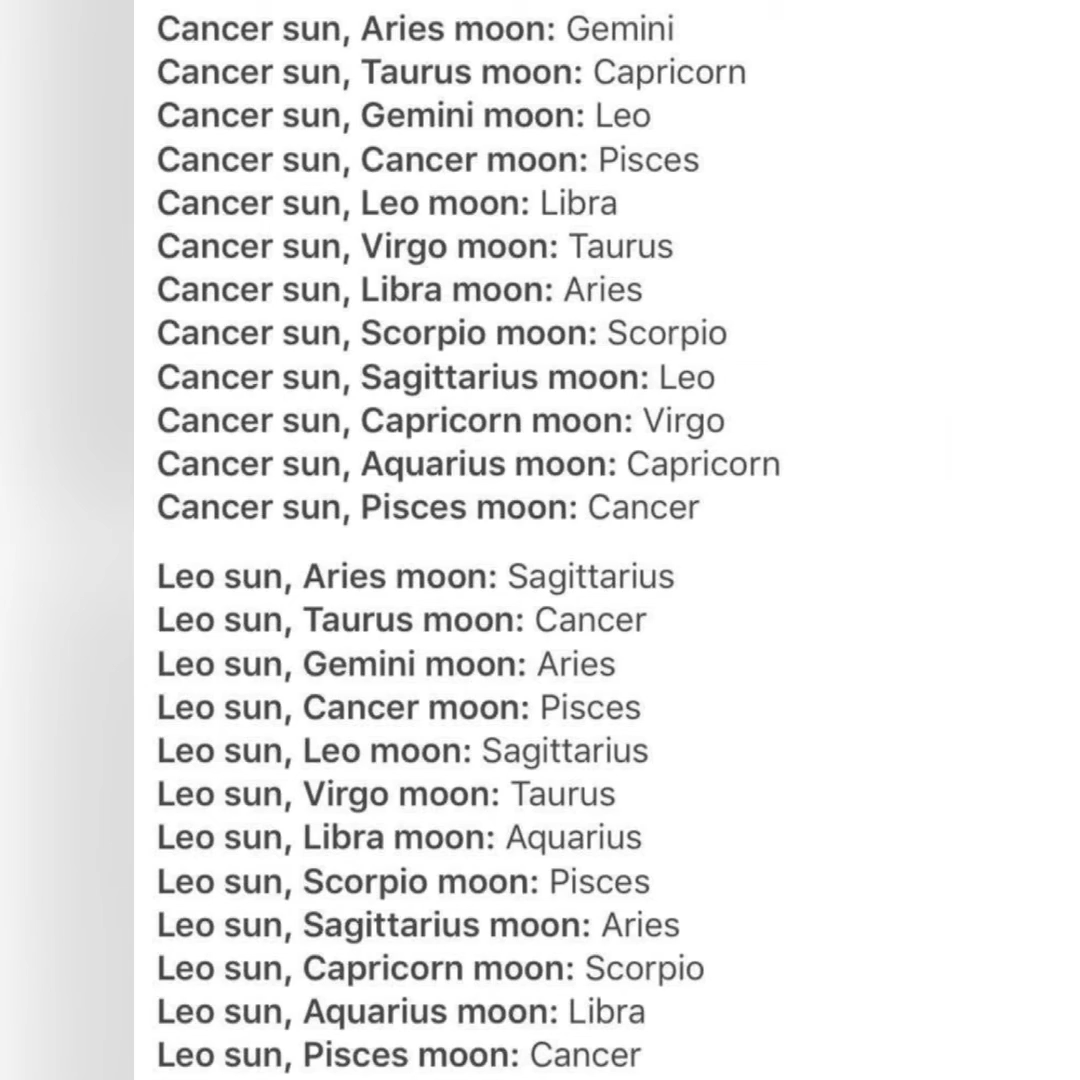 Cancer sun, Aries moon: Gemini
Cancer sun, Taurus moon: Capricorn
Cancer sun, Gemini moon: Leo
Cancer sun, Cancer moon: Pisces
Cancer sun, Leo moon: Libra
Cancer sun, Virgo moon: Taurus
Cancer sun, Libra moon: Aries
Cancer sun, Scorpio moon: Scorpio
Cancer sun, Sagittarius moon: Leo
Cancer sun, Capricorn moon: Virgo
Cancer sun, Aquarius moon: Capricorn
Cancer sun, Pisces moon: Cancer
Leo sun, Aries moon: Sagittarius
Leo sun, Taurus moon: Cancer
Leo sun, Gemini moon: Aries
Leo sun, Cancer moon: Pisces
Leo sun, Leo moon: Sagittarius
Leo sun, Virgo moon: Taurus
Leo sun, Libra moon: Aquarius
Leo sun, Scorpio moon: Pisces
Leo sun, Sagittarius moon: Aries
Leo sun, Capricorn moon: Scorpio
Leo sun, Aquarius moon: Libra
Leo sun, Pisces moon: Cancer